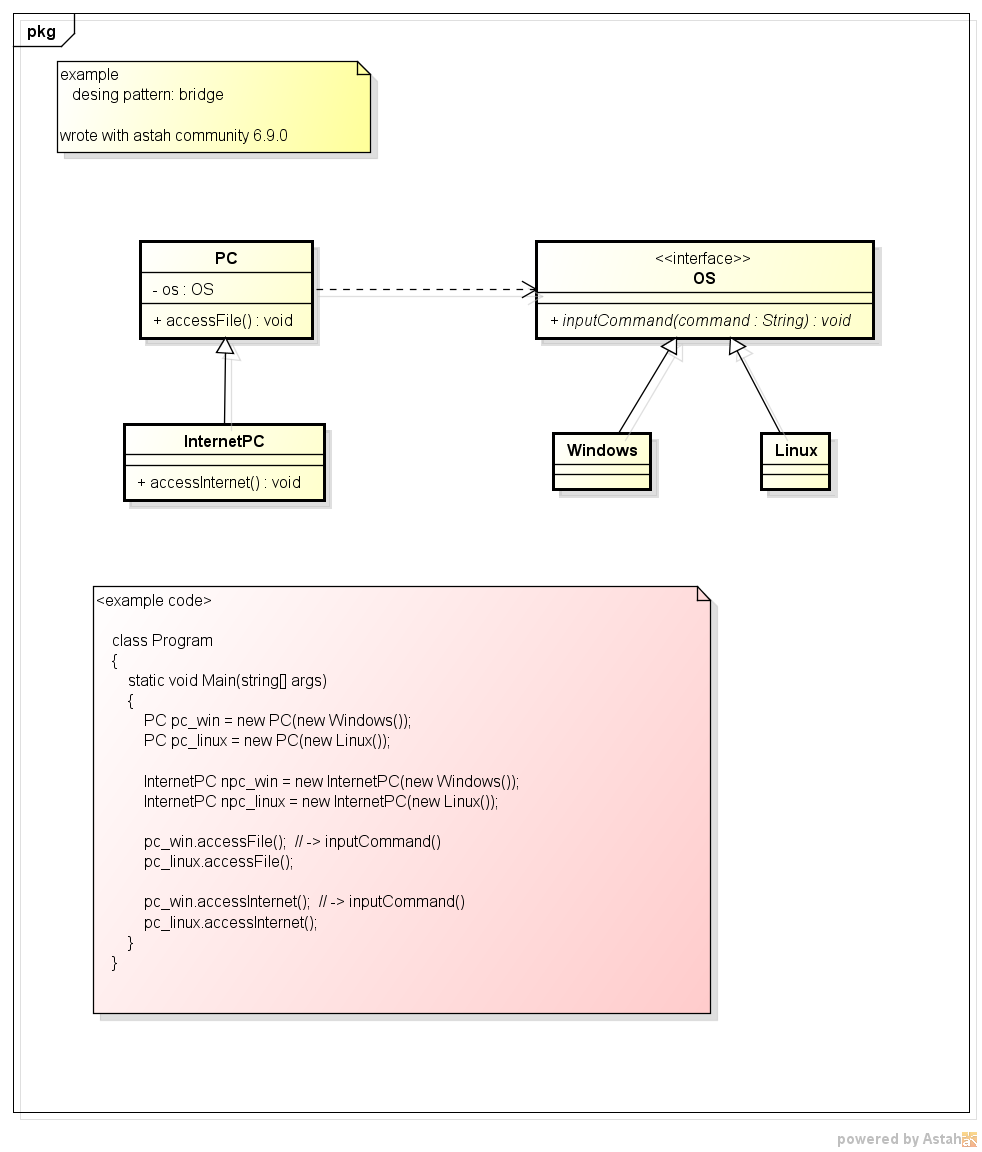 pkg
example
desing pattern: bridge
wrote with astah community 6.9.0
PC
- os : OS
+ accessFile() : void
<<interface>>
OS
+ inputCommand(command : String) : void
InternetPC
+ accessInternet() : void
Windows
Linux
<example code>
class Program
{
static void Main(string[] args)
{
PC pc_win = new PC(new Windows());
PC pc_linux = new PC(new Linux());
InternetPC npc_win = new InternetPC(new Windows());
InternetPC npc_linux = new InternetPC(new Linux());
pc_win.accessFile();  // -> inputCommand()
pc_linux.accessFile();
pc_win.accessInternet();  // -> inputCommand()
pc_linux.accessInternet();
}
}
powered by Astah